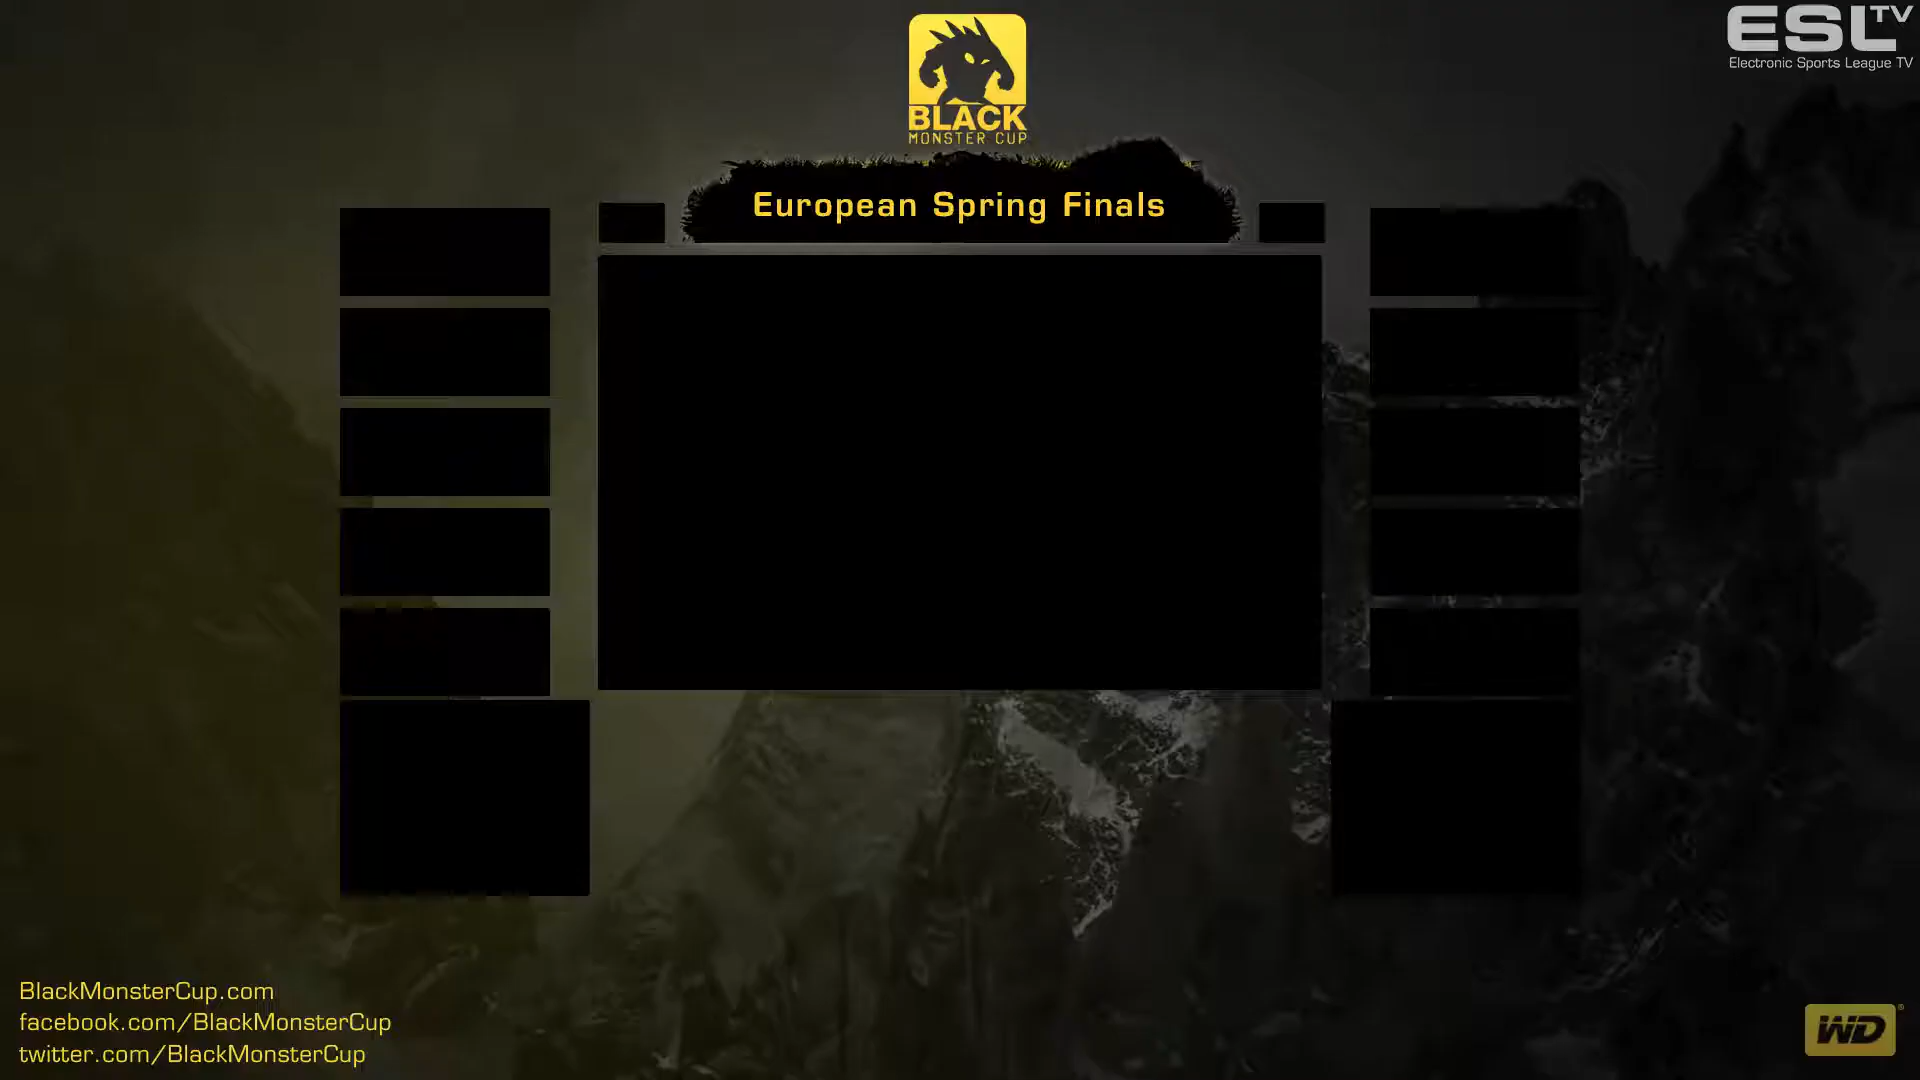 ESL TV
Electronic Sports League TV
BLACK
MONSTER CUP
European Spring Finals
BlackMonsterCup.com
facebook.com/BlackMonsterCup
twitter.com/BlackMonsterCup
WD®